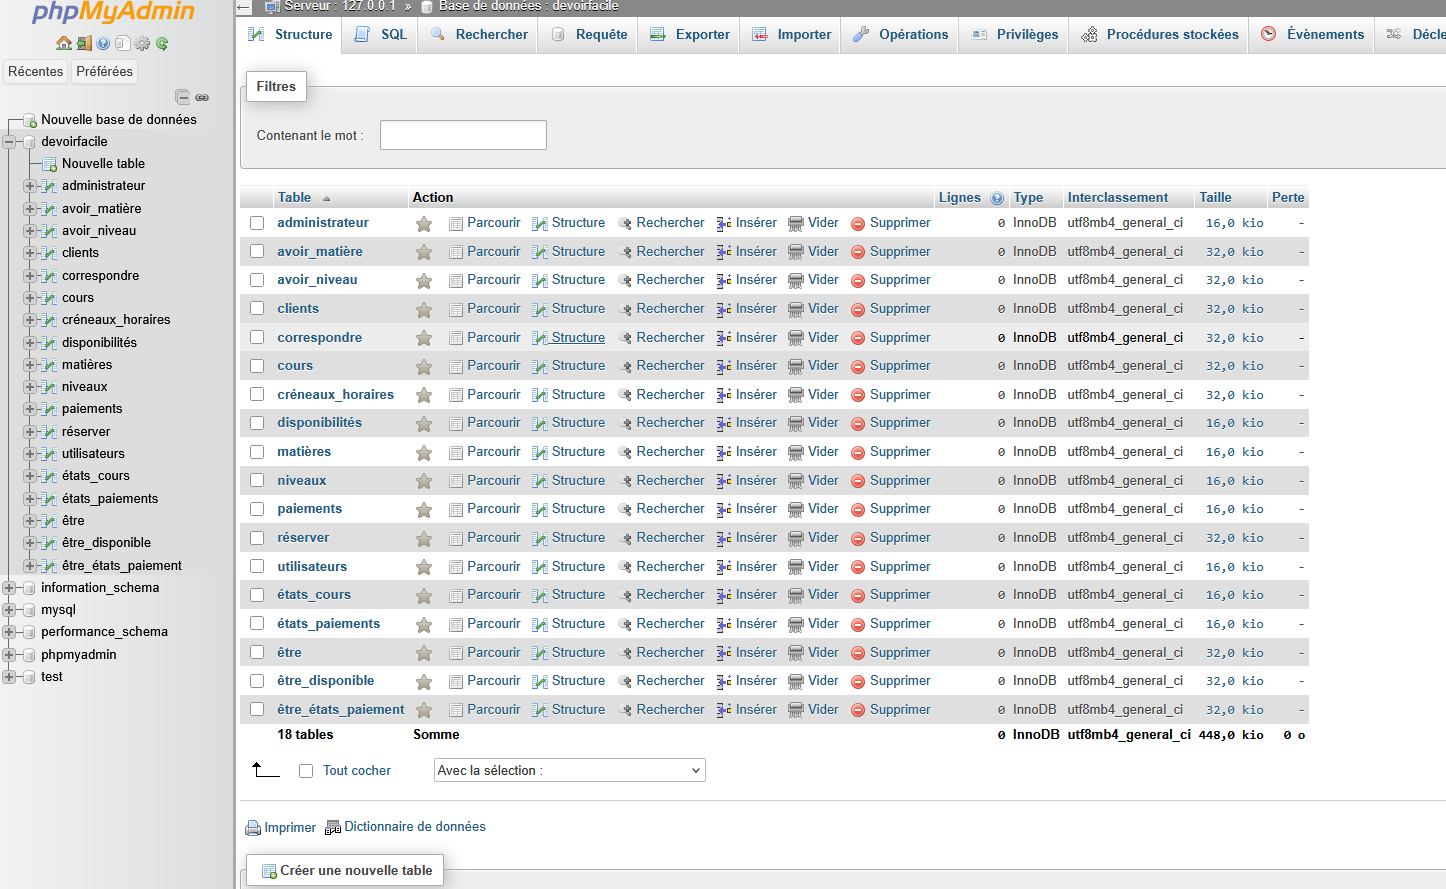 phpMyAdmin
Récentes Préférées
Nouvelle base de données
devoirfacile
Nouvelle table
administrateur
avoir_matière
avoir_niveau
clients
correspondre
cours
créneaux_horaires
disponibilités
matières
niveaux
paiements
réserver
utilisateurs
états_cours
états_paiements
être
être_disponible
être_états_paiement
information_schema
mysql
performance_schema
phpmyadmin
test
Serveur : 127.0.0.1 » Base de données : devoirfacile
Structure SQL Rechercher Requête Exporter Importer Opérations Privilèges Procédures stockées Évènements Décle
Filtres
Contenant le mot :
Table Action Lignes Type Interclassement Taille Perte
administrateur Parcourir Structure Rechercher Insérer Vider Supprimer 0 InnoDB utf8mb4_general_ci 16,0 kio -
avoir_matière Parcourir Structure Rechercher Insérer Vider Supprimer 0 InnoDB utf8mb4_general_ci 32,0 kio -
avoir_niveau Parcourir Structure Rechercher Insérer Vider Supprimer 0 InnoDB utf8mb4_general_ci 32,0 kio -
clients Parcourir Structure Rechercher Insérer Vider Supprimer 0 InnoDB utf8mb4_general_ci 32,0 kio -
correspondre Parcourir Structure Rechercher Insérer Vider Supprimer 0 InnoDB utf8mb4_general_ci 32,0 kio -
cours Parcourir Structure Rechercher Insérer Vider Supprimer 0 InnoDB utf8mb4_general_ci 32,0 kio -
créneaux_horaires Parcourir Structure Rechercher Insérer Vider Supprimer 0 InnoDB utf8mb4_general_ci 32,0 kio -
disponibilités Parcourir Structure Rechercher Insérer Vider Supprimer 0 InnoDB utf8mb4_general_ci 16,0 kio -
matières Parcourir Structure Rechercher Insérer Vider Supprimer 0 InnoDB utf8mb4_general_ci 16,0 kio -
niveaux Parcourir Structure Rechercher Insérer Vider Supprimer 0 InnoDB utf8mb4_general_ci 16,0 kio -
paiements Parcourir Structure Rechercher Insérer Vider Supprimer 0 InnoDB utf8mb4_general_ci 16,0 kio -
réserver Parcourir Structure Rechercher Insérer Vider Supprimer 0 InnoDB utf8mb4_general_ci 32,0 kio -
utilisateurs Parcourir Structure Rechercher Insérer Vider Supprimer 0 InnoDB utf8mb4_general_ci 16,0 kio -
états_cours Parcourir Structure Rechercher Insérer Vider Supprimer 0 InnoDB utf8mb4_general_ci 16,0 kio -
états_paiements Parcourir Structure Rechercher Insérer Vider Supprimer 0 InnoDB utf8mb4_general_ci 16,0 kio -
être Parcourir Structure Rechercher Insérer Vider Supprimer 0 InnoDB utf8mb4_general_ci 32,0 kio -
être_disponible Parcourir Structure Rechercher Insérer Vider Supprimer 0 InnoDB utf8mb4_general_ci 32,0 kio -
être_états_paiement Parcourir Structure Rechercher Insérer Vider Supprimer 0 InnoDB utf8mb4_general_ci 32,0 kio -
18 tables Somme 0 InnoDB utf8mb4_general_ci 448,0 kio 0 o
Tout cocher Avec la sélection :
Imprimer Dictionnaire de données
Créer une nouvelle table